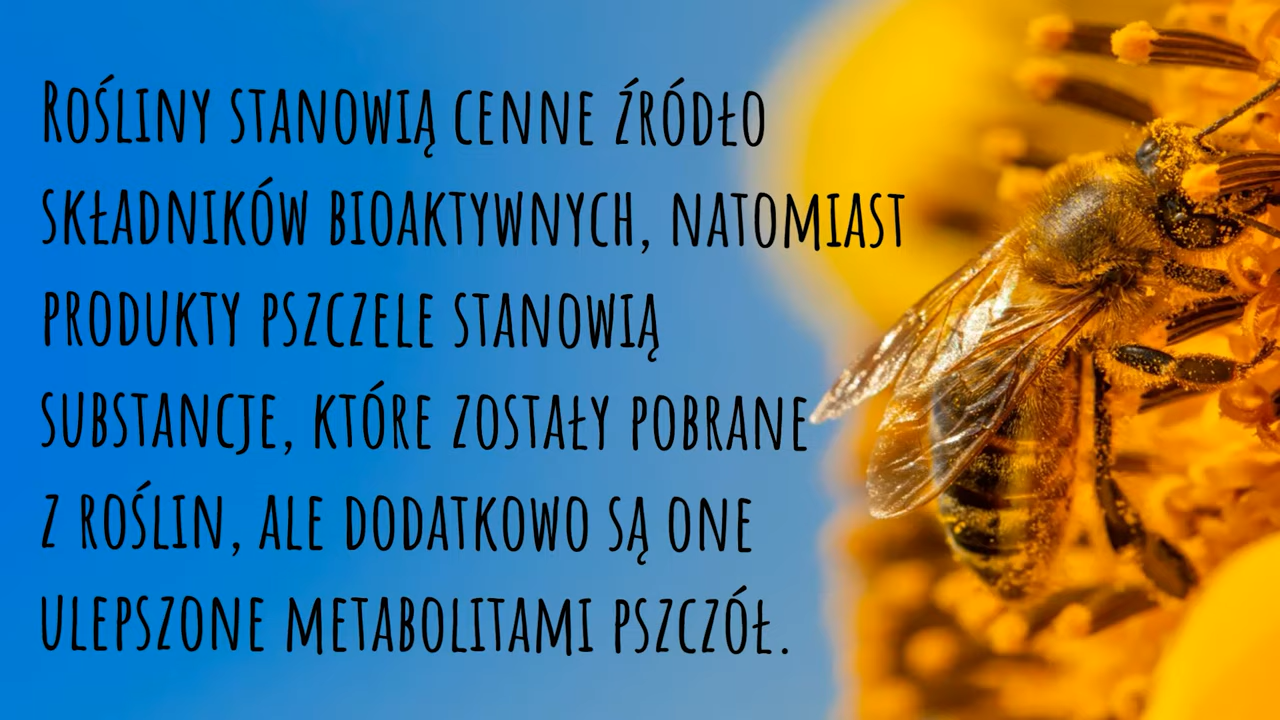 Rośliny stanowią cenne źródło
składników bioaktywnych, natomiast
produkty pszczele stanowią
substancje, które zostały pobrane
z roślin, ale dodatkowo są one
ulepszone metabolitami pszczół.